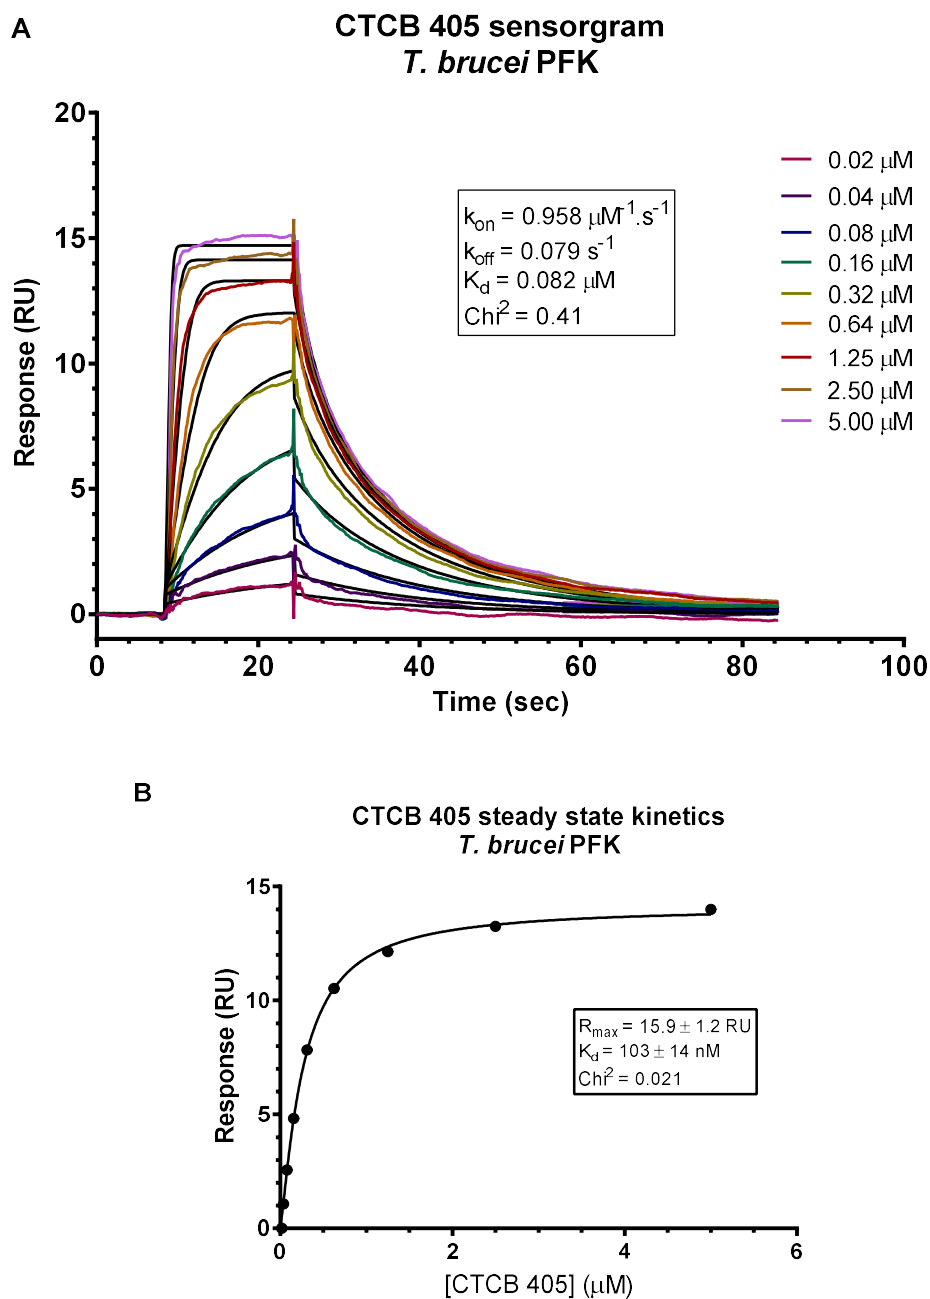 A
CTCB 405 sensorgram
T. brucei PFK
20
15
10
5
0
Response (RU)
0 20 40 60 80 100
Time (sec)
kon = 0.958 μM-1.s-1
koff = 0.079 s-1
Kd = 0.082 μM
Chi2 = 0.41
0.02 μM
0.04 μM
0.08 μM
0.16 μM
0.32 μM
0.64 μM
1.25 μM
2.50 μM
5.00 μM
B
CTCB 405 steady state kinetics
T. brucei PFK
15
10
5
0
Response (RU)
0 2 4 6
[CTCB 405] (μM)
Rmax = 15.9 ± 1.2 RU
Kd = 103 ± 14 nM
Chi2 = 0.021